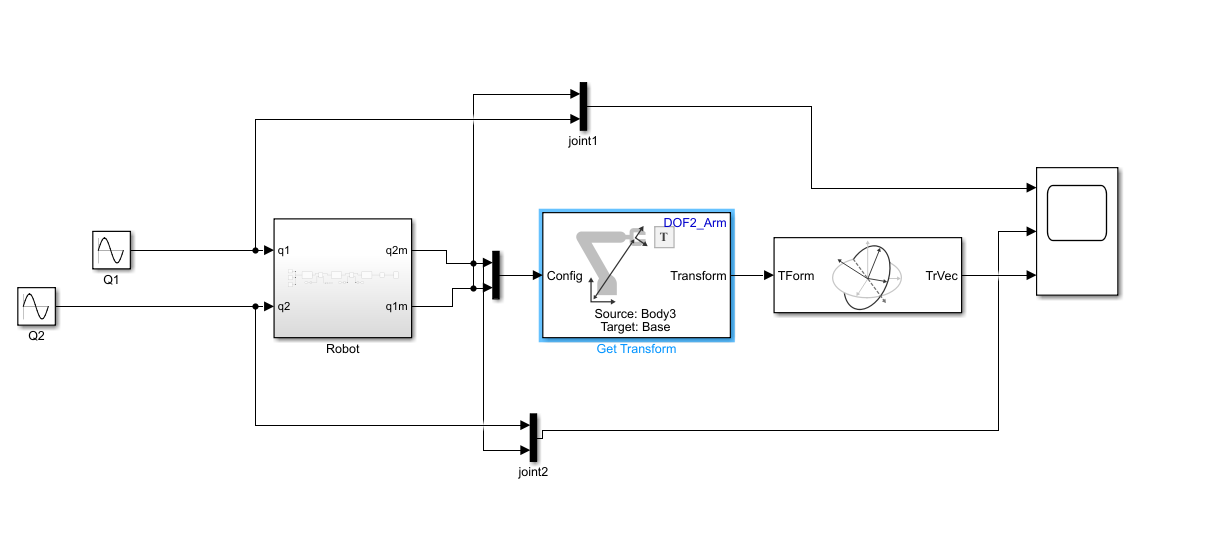 joint1
Q1
Q2
q1
q2
q2m
q1m
Robot
DOF2_Arm
T
Config
Transform
Source: Body3
Target: Base
Get Transform
TForm
TrVec
joint2